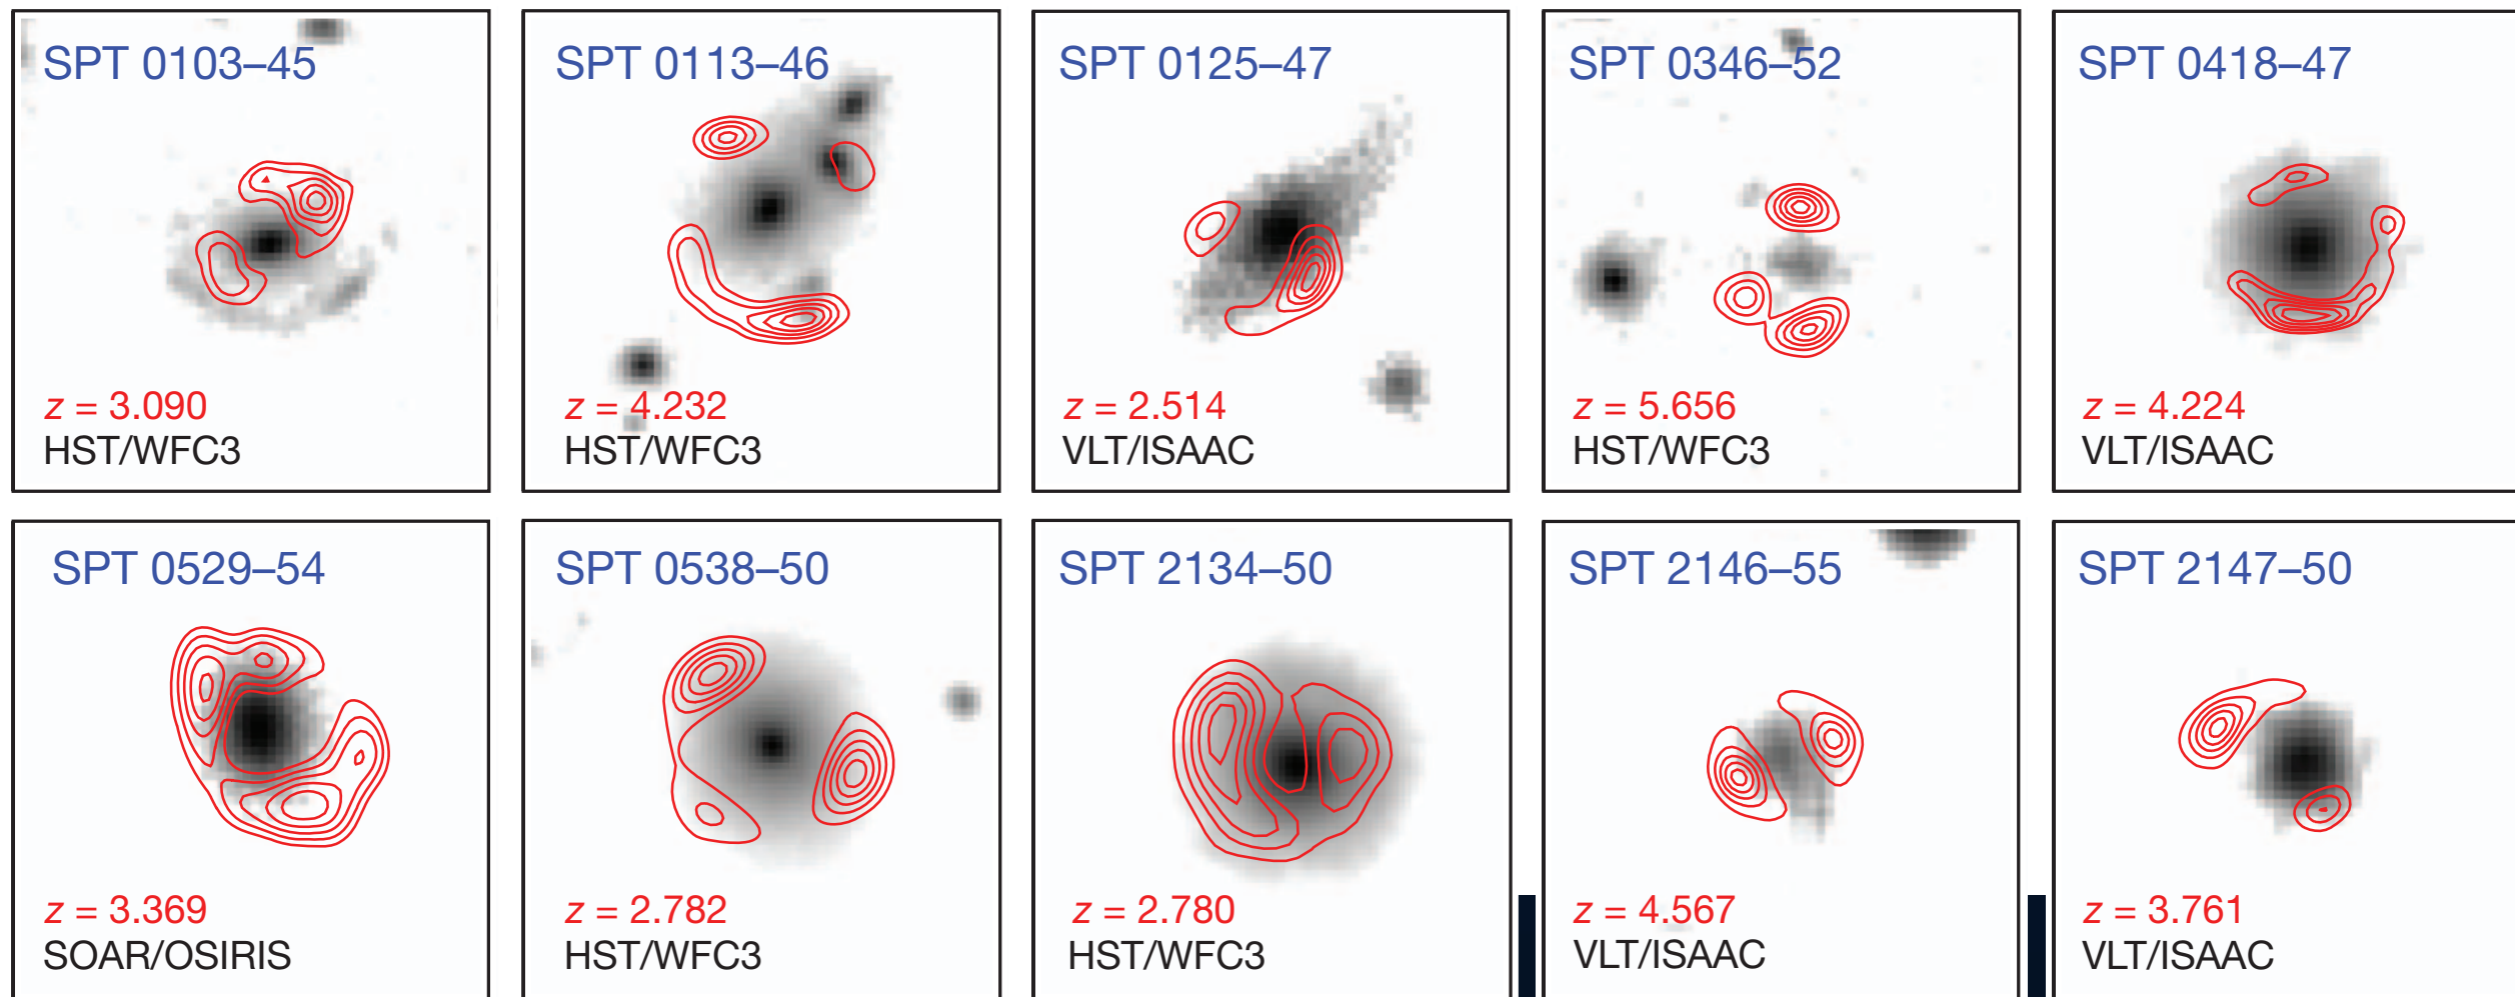 SPT 0103–45
z = 3.090
HST/WFC3
SPT 0113–46
z = 4.232
HST/WFC3
SPT 0125–47
z = 2.514
VLT/ISAAC
SPT 0346–52
z = 5.656
HST/WFC3
SPT 0418–47
z = 4.224
VLT/ISAAC
SPT 0529–54
z = 3.369
SOAR/OSIRIS
SPT 0538–50
z = 2.782
HST/WFC3
SPT 2134–50
z = 2.780
HST/WFC3
SPT 2146–55
z = 4.567
VLT/ISAAC
SPT 2147–50
z = 3.761
VLT/ISAAC